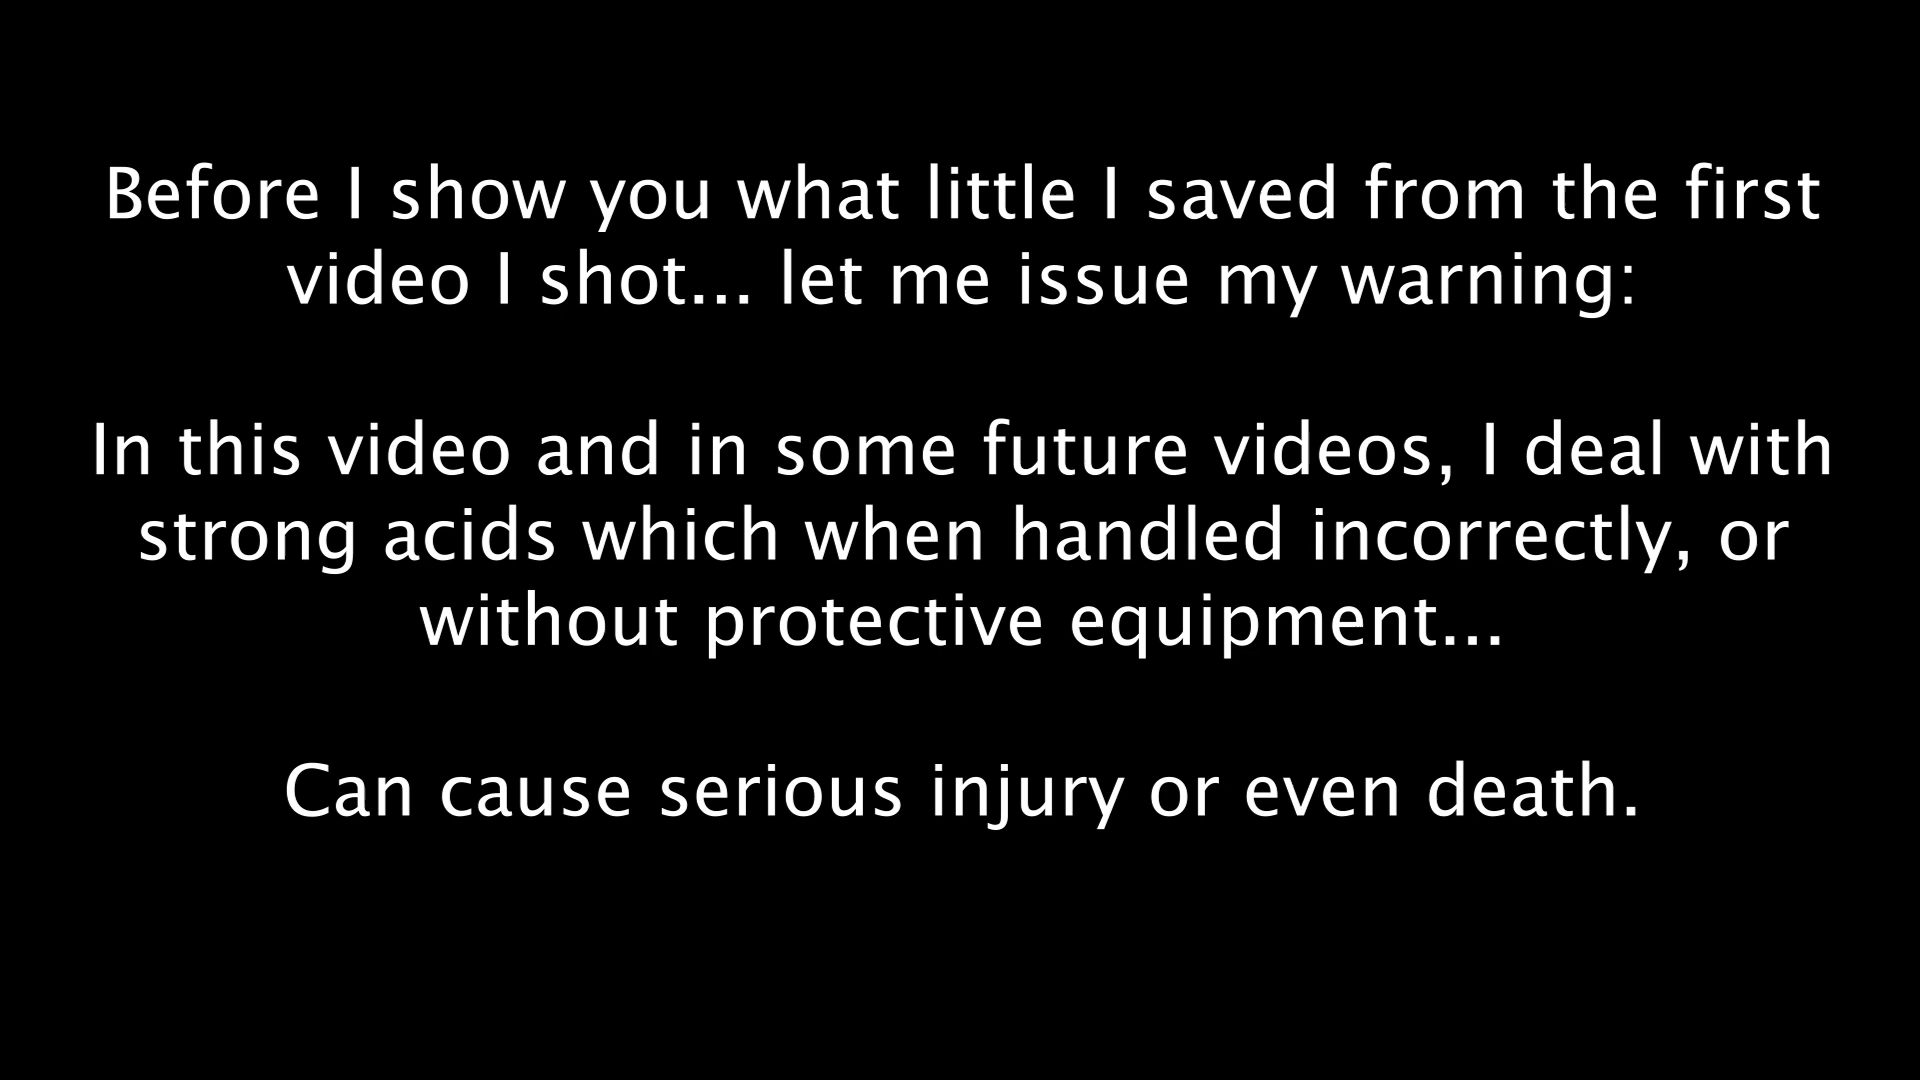 Before I show you what little I saved from the first
video I shot... let me issue my warning:
In this video and in some future videos, I deal with
strong acids which when handled incorrectly, or
without protective equipment...
Can cause serious injury or even death.